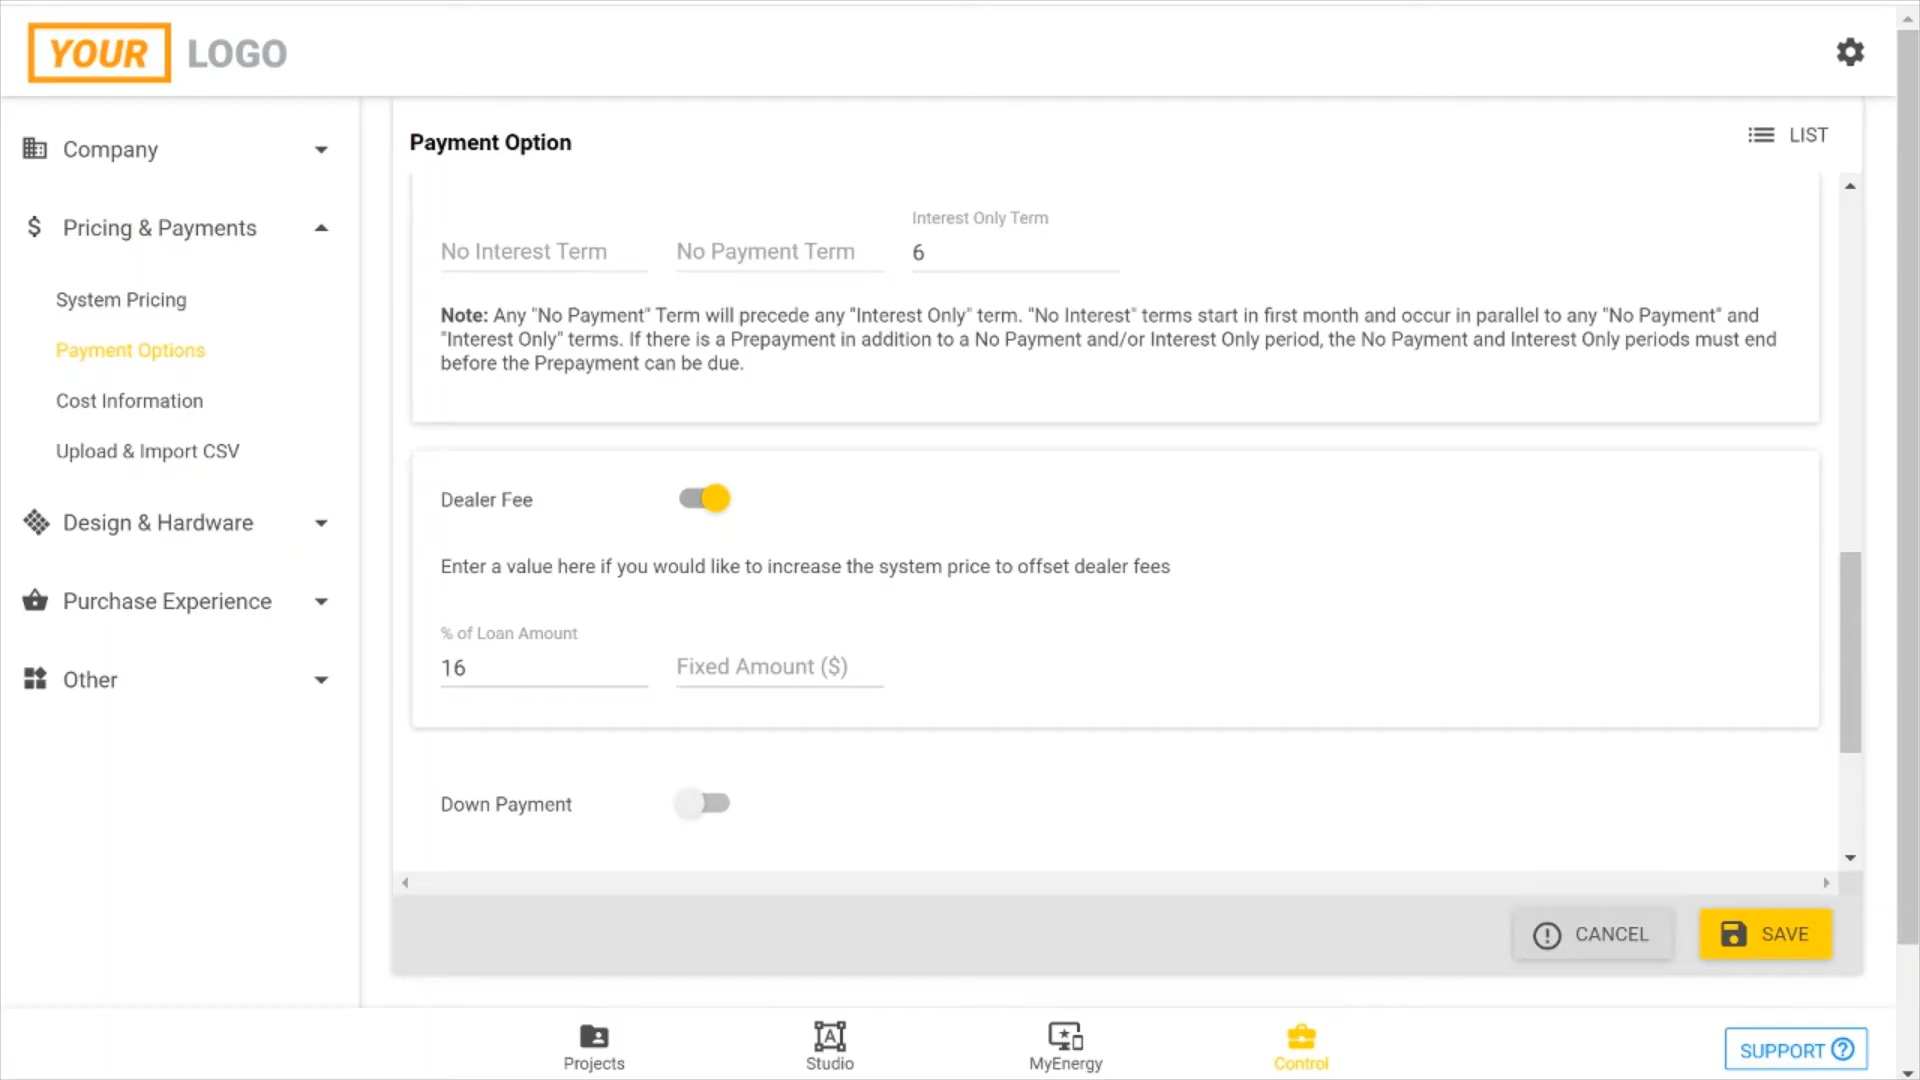 YOUR LOGO
Company
Pricing & Payments
System Pricing
Payment Options
Cost Information
Upload & Import CSV
Design & Hardware
Purchase Experience
Other
Payment Option
LIST
Interest Only Term
No Interest Term
No Payment Term
6
Note: Any "No Payment" Term will precede any "Interest Only" term. "No Interest" terms start in first month and occur in parallel to any "No Payment" and
"Interest Only" terms. If there is a Prepayment in addition to a No Payment and/or Interest Only period, the No Payment and Interest Only periods must end
before the Prepayment can be due.
Dealer Fee
Enter a value here if you would like to increase the system price to offset dealer fees
% of Loan Amount
16
Fixed Amount ($)
Down Payment
CANCEL
SAVE
Projects
Studio
MyEnergy
Control
SUPPORT